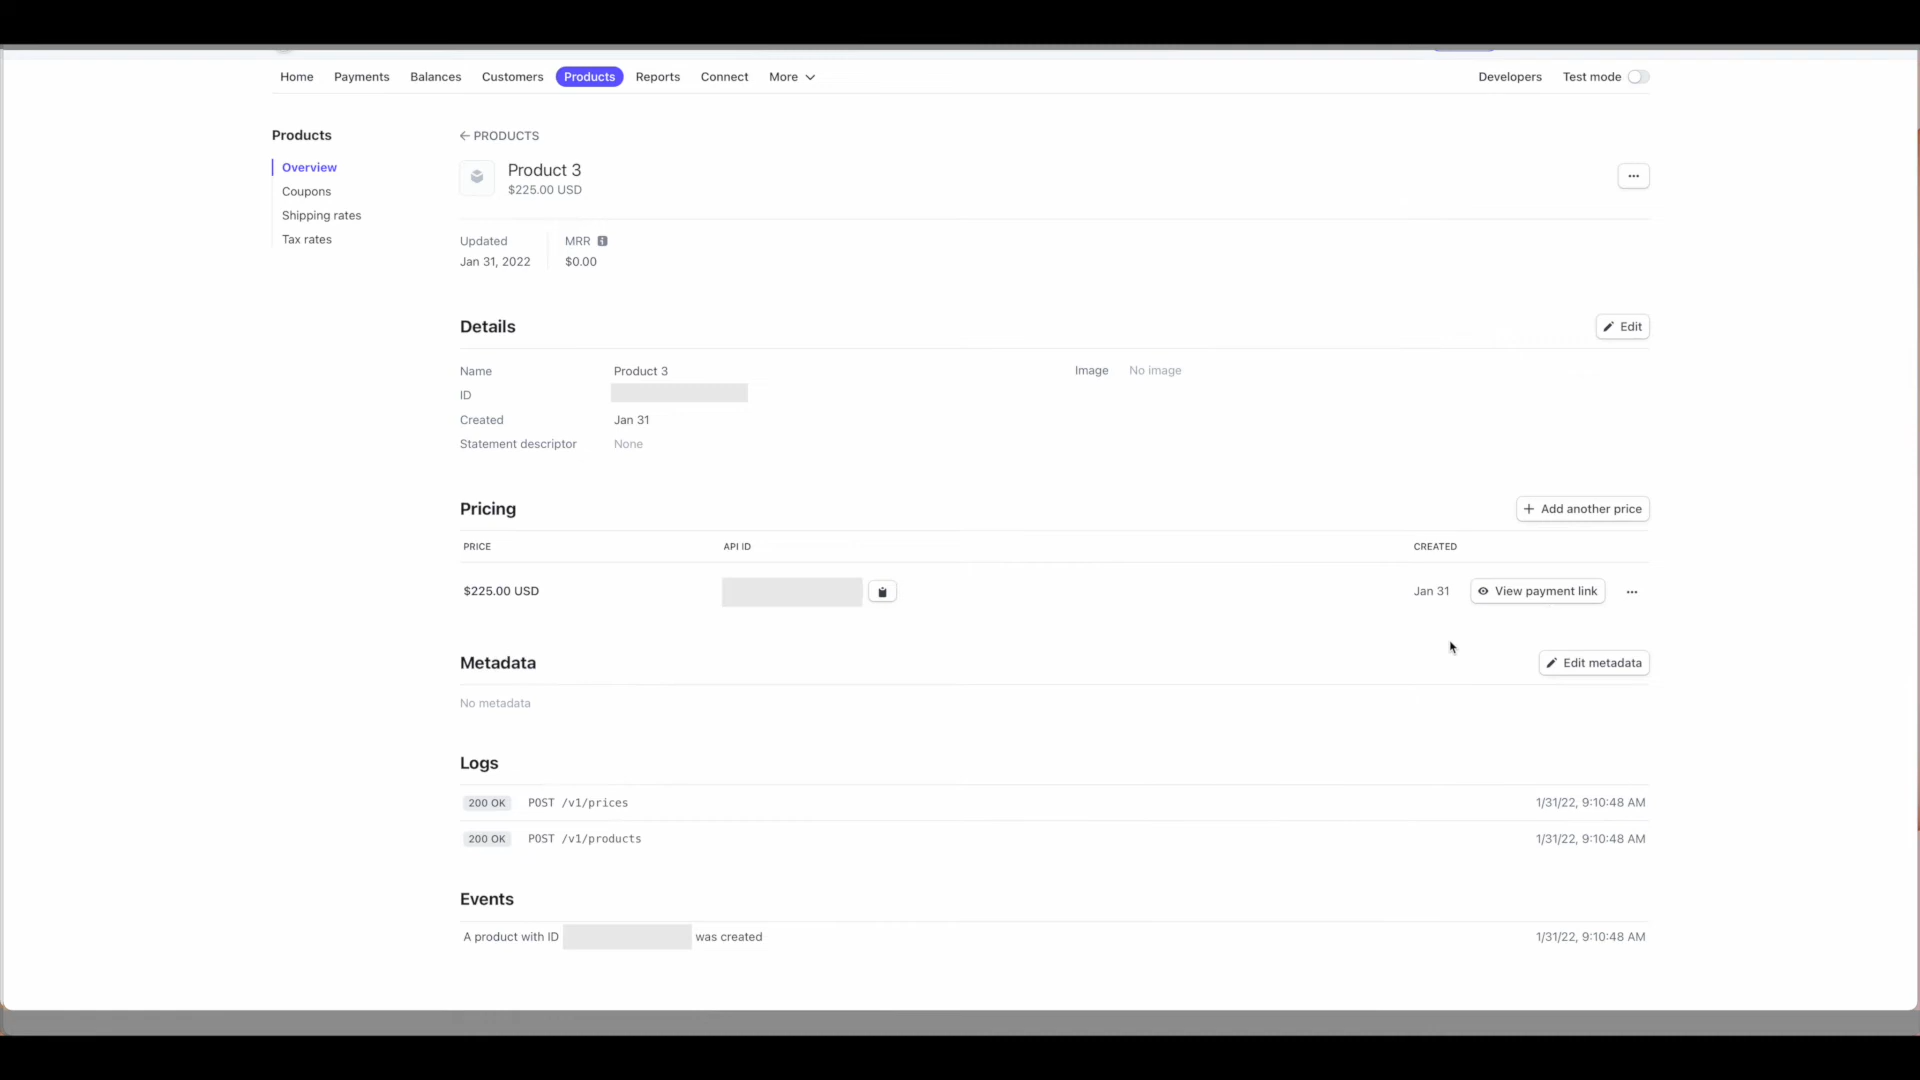 Home Payments Balances Customers Products Reports Connect More Developers Test mode
Products
Overview
Coupons
Shipping rates
Tax rates
← PRODUCTS
Product 3
$225.00 USD
Updated MRR
Jan 31, 2022 $0.00
Details Edit
Name Product 3 Image No image
ID
Created Jan 31
Statement descriptor None
Pricing + Add another price
PRICE API ID CREATED
$225.00 USD Jan 31 View payment link
Metadata Edit metadata
No metadata
Logs
200 OK POST /v1/prices 1/31/22, 9:10:48 AM
200 OK POST /v1/products 1/31/22, 9:10:48 AM
Events
A product with ID was created 1/31/22, 9:10:48 AM